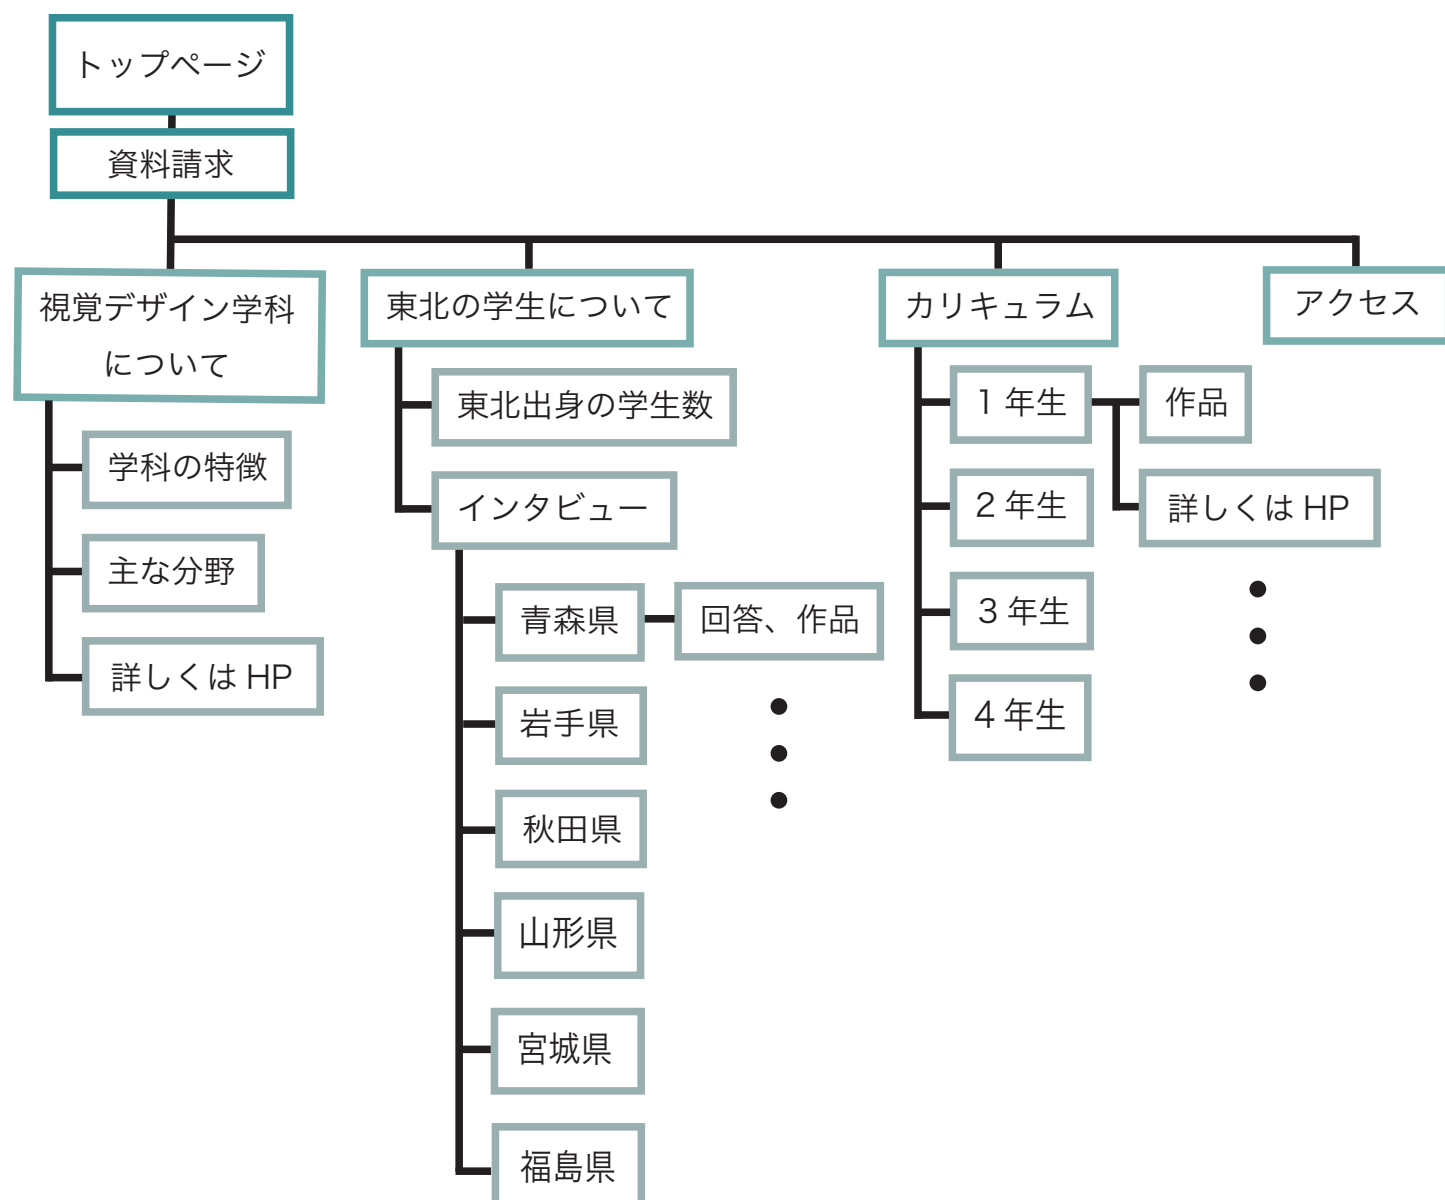 トップページ
資料請求
視覚デザイン学科
について
学科の特徴
主な分野
詳しくは HP
東北の学生について
東北出身の学生数
インタビュー
青森県
回答、作品
岩手県
秋田県
山形県
宮城県
福島県
カリキュラム
1 年生
作品
詳しくは HP
2 年生
3 年生
4 年生
アクセス